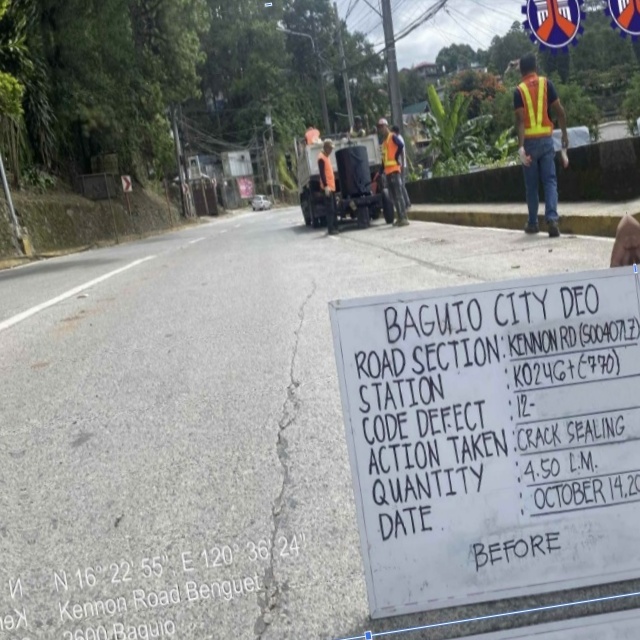 BAGUIO CITY DEO
ROAD SECTION: KENNON RD (S00407LZ)
STATION : K0246+(-770)
CODE DEFECT : 12
ACTION TAKEN : CRACK SEALING
QUANTITY : 4.50 L.M.
DATE : OCTOBER 14, 20
BEFORE
N 16° 22' 55" E 120° 36' 24"
Kennon Road Benguet
2600 Baguio